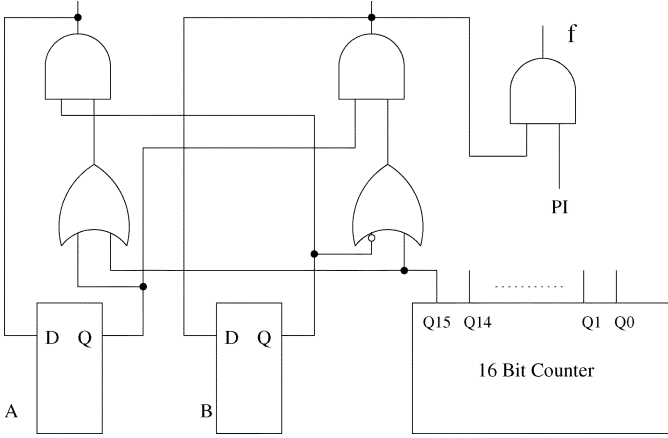 f
PI
D Q
D Q
Q15 Q14 ......... Q1 Q0
16 Bit Counter
A
B